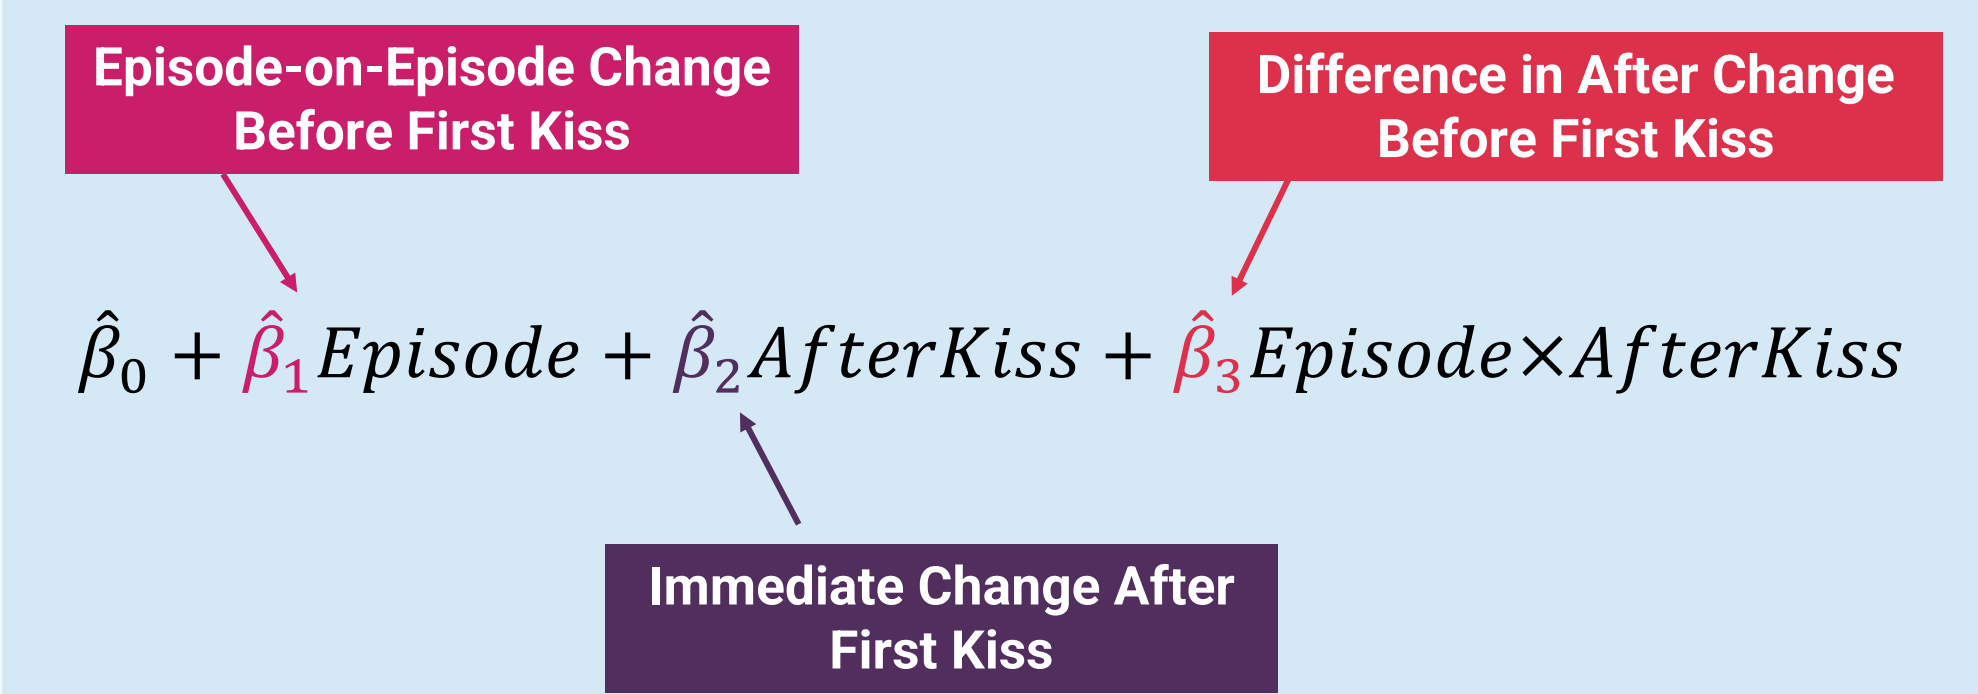 Episode-on-Episode Change
Before First Kiss
Difference in After Change
Before First Kiss
β̂₀ + β̂₁Episode + β̂₂AfterKiss + β̂₃Episode×AfterKiss
Immediate Change After
First Kiss